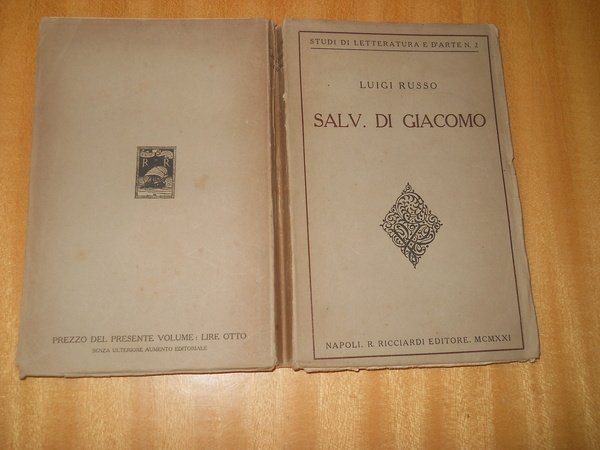 STUDI DI LETTERATURA E D'ARTE N. 2
LUIGI RUSSO
SALV. DI GIACOMO
NAPOLI. R. RICCIARDI EDITORE. MCMXXI
R R
PREZZO DEL PRESENTE VOLUME: LIRE OTTO
SENZA ULTERIORE AUMENTO EDITORIALE